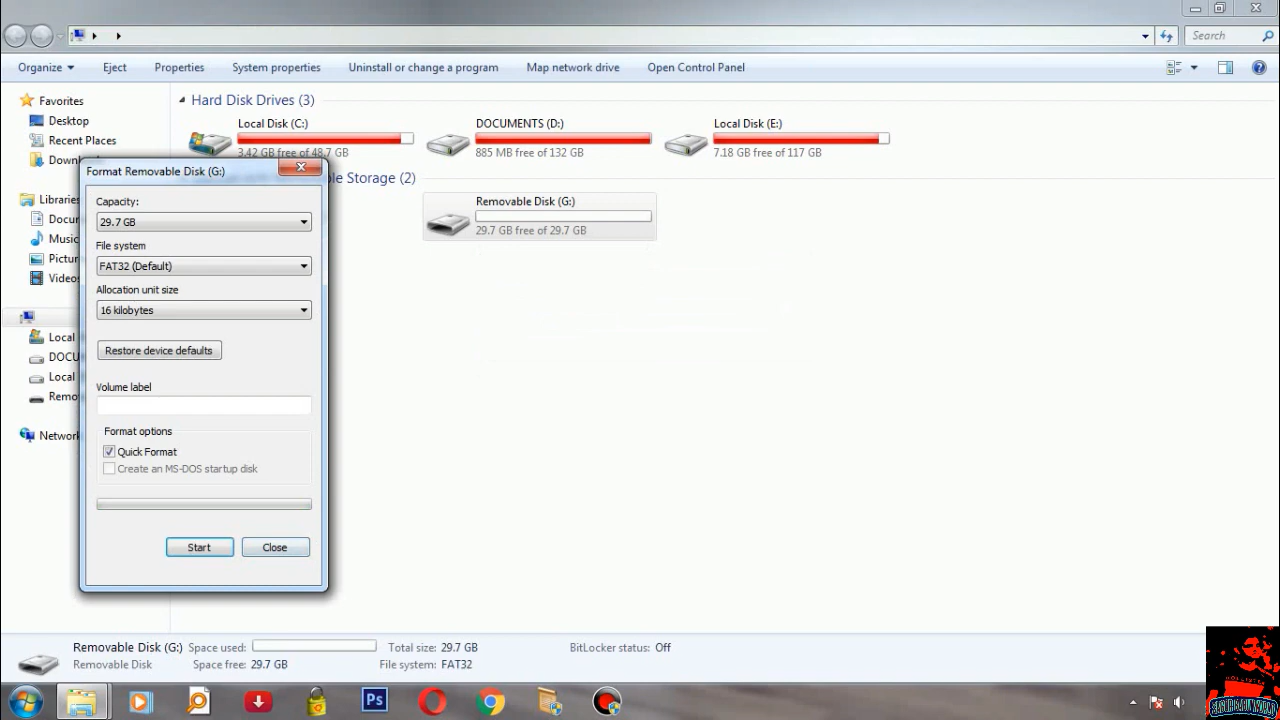 Search
Organize
Eject
Properties
System properties
Uninstall or change a program
Map network drive
Open Control Panel
Favorites
Desktop
Recent Places
Libraries
Music
Videos
Local
Local
Network
Hard Disk Drives (3)
Local Disk (C:)
3.42 GB free of 48.7 GB
DOCUMENTS (D:)
885 MB free of 132 GB
Local Disk (E:)
7.18 GB free of 117 GB
Storage (2)
Removable Disk (G:)
29.7 GB free of 29.7 GB
Format Removable Disk (G:)
Capacity:
29.7 GB
File system
FAT32 (Default)
Allocation unit size
16 kilobytes
Restore device defaults
Volume label
Format options
Quick Format
Create an MS-DOS startup disk
Start
Close
Removable Disk (G:) Space used: Total size: 29.7 GB BitLocker status: Off
Removable Disk Space free: 29.7 GB File system: FAT32
Ps